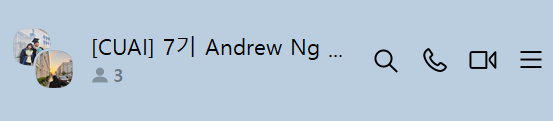 [CUAI] 7기 Andrew Ng ...
3